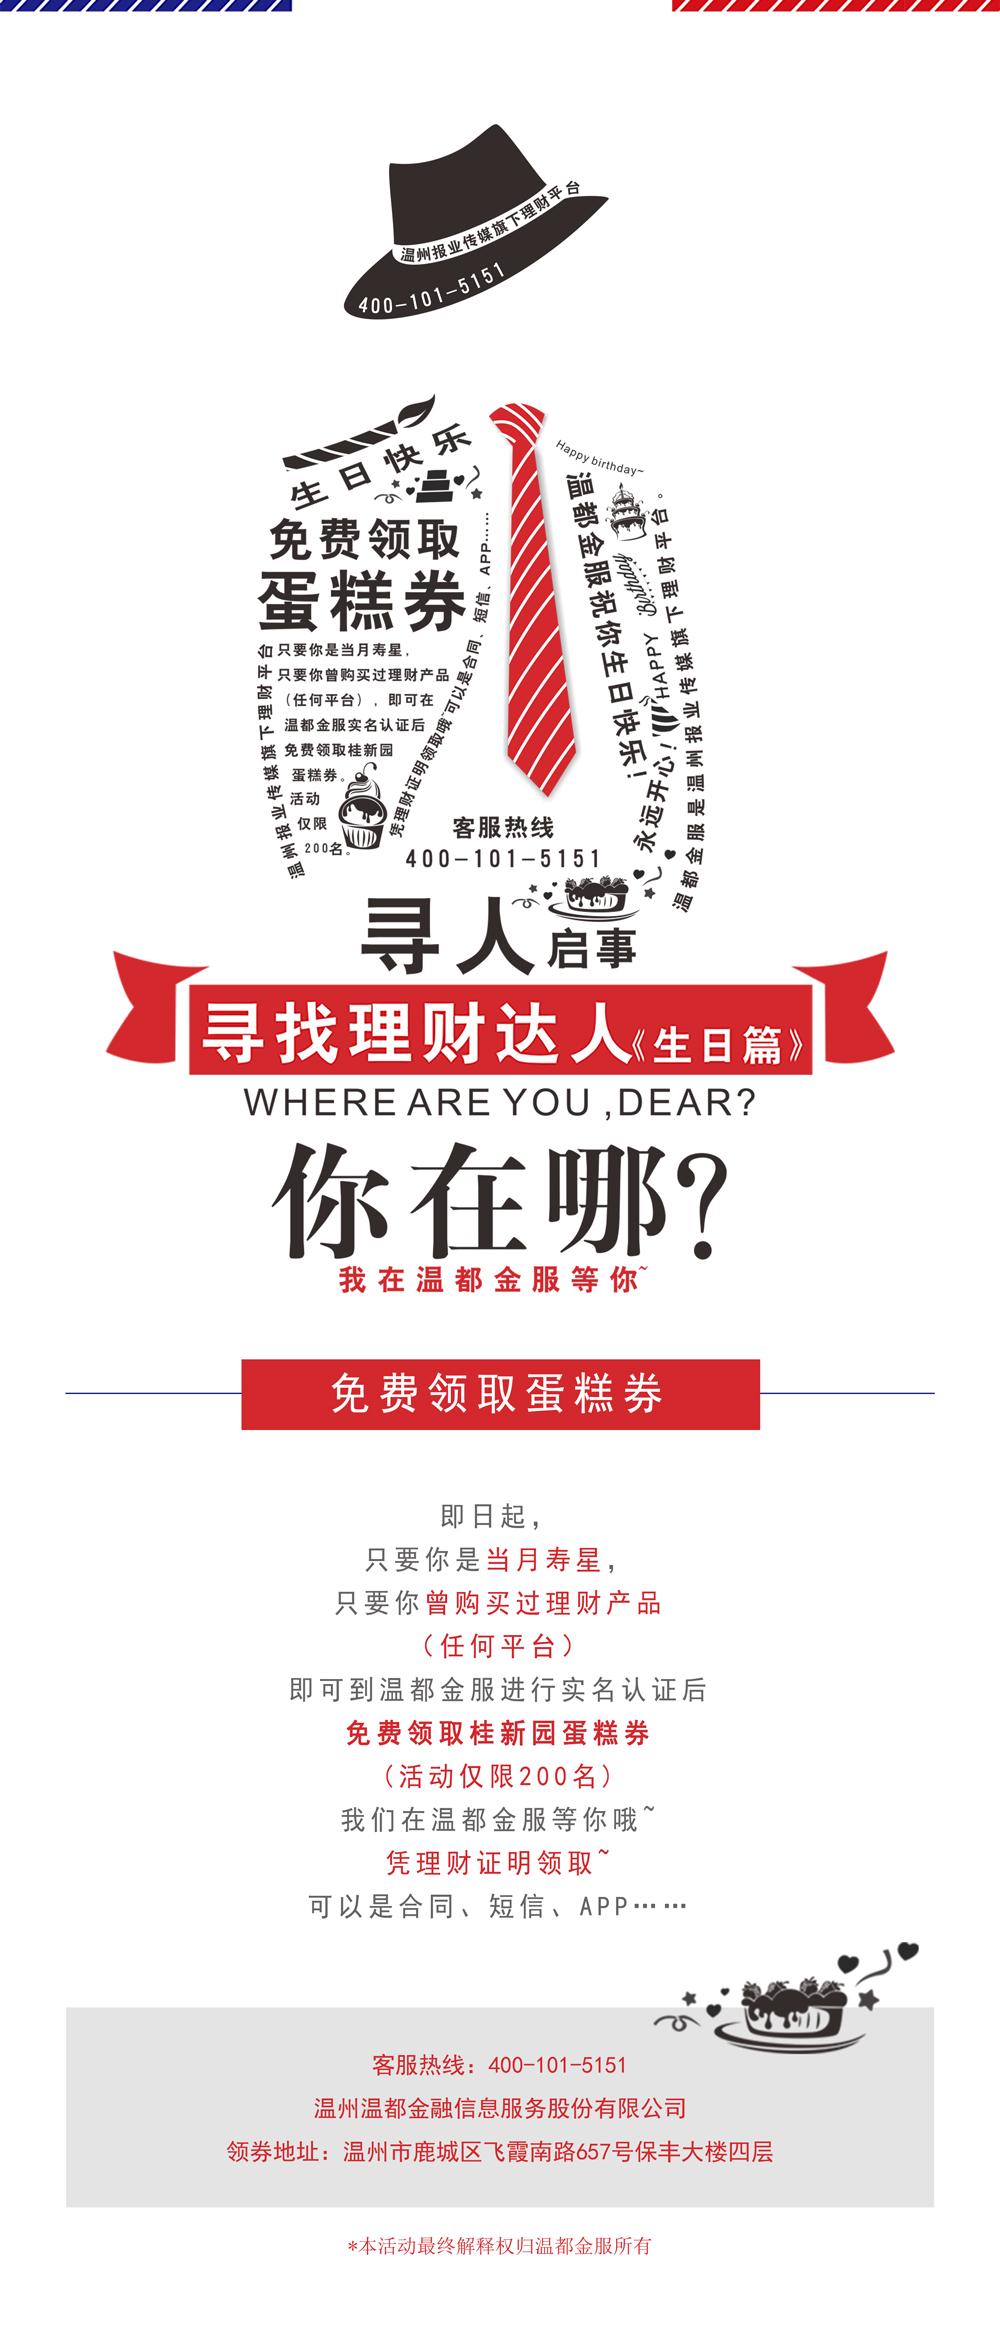 温州报业传媒旗下理财平台
400-101-5151
生日快乐
免费领取
蛋糕券
只要你是当月寿星，
只要你曾购买过理财产品
（任何平台），即可在
温都金服实名认证后
免费领取桂新园
蛋糕券。
活动
仅限
200名。
温州报业传媒旗下理财平台
凭理财证明领取哦~可以是合同、短信、APP……
Happy birthday~
温都金服祝你生日快乐！
永远开心！HAPPY Birthday......
温都金服是温州报业传媒旗下理财平台。
客服热线
400-101-5151
寻人启事
寻找理财达人《生日篇》
WHERE ARE YOU ,DEAR?
你在哪?
我在温都金服等你~
免费领取蛋糕券
即日起，
只要你是当月寿星，
只要你曾购买过理财产品
（任何平台）
即可到温都金服进行实名认证后
免费领取桂新园蛋糕券
（活动仅限200名）
我们在温都金服等你哦~
凭理财证明领取~
可以是合同、短信、APP……
客服热线：400-101-5151
温州温都金融信息服务股份有限公司
领券地址：温州市鹿城区飞霞南路657号保丰大楼四层
*本活动最终解释权归温都金服所有